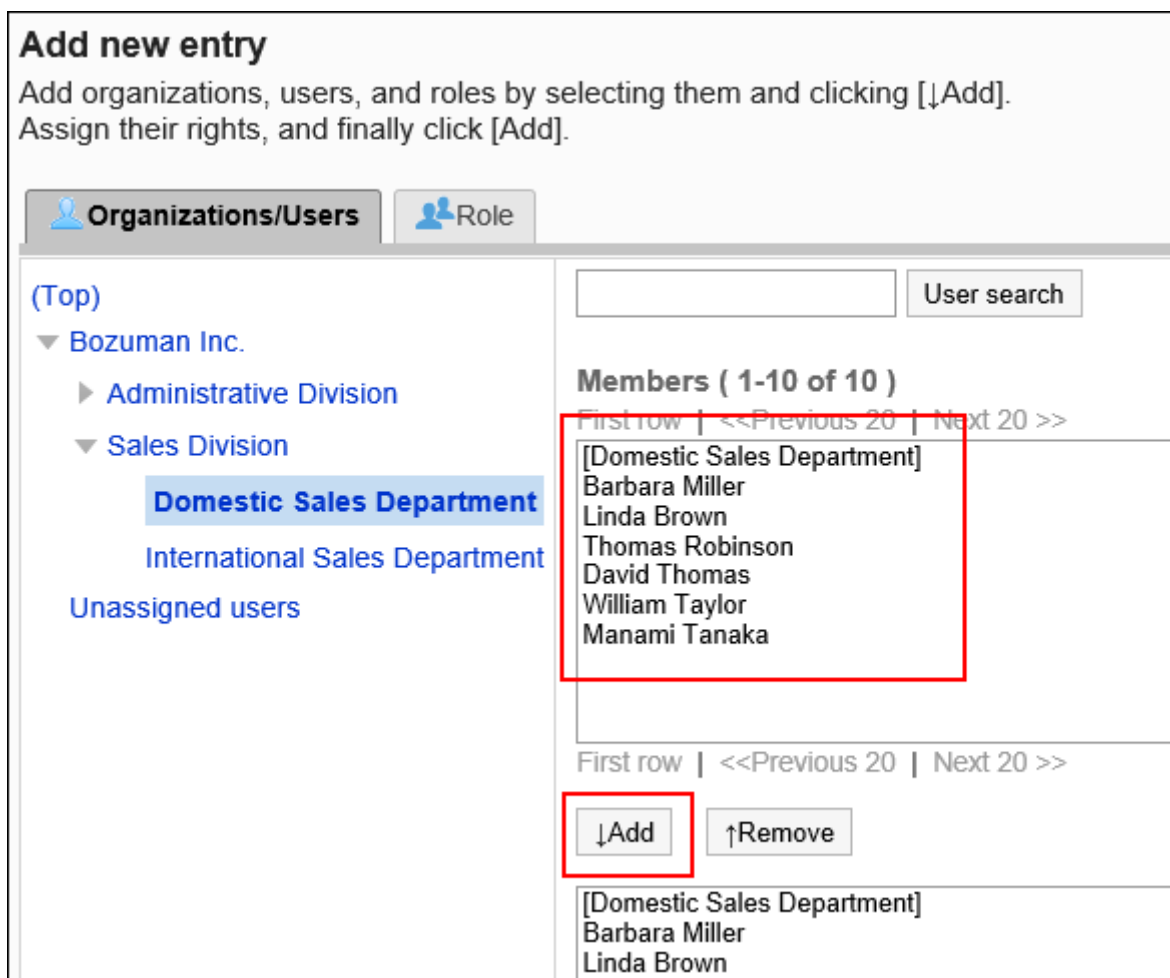 Add new entry
Add organizations, users, and roles by selecting them and clicking [↓Add].
Assign their rights, and finally click [Add].
Organizations/Users
Role
(Top)
Bozuman Inc.
Administrative Division
Sales Division
Domestic Sales Department
International Sales Department
Unassigned users
User search
Members ( 1-10 of 10 )
First row | <<Previous 20 | Next 20 >>
[Domestic Sales Department]
Barbara Miller
Linda Brown
Thomas Robinson
David Thomas
William Taylor
Manami Tanaka
First row | <<Previous 20 | Next 20 >>
↓Add
↑Remove
[Domestic Sales Department]
Barbara Miller
Linda Brown